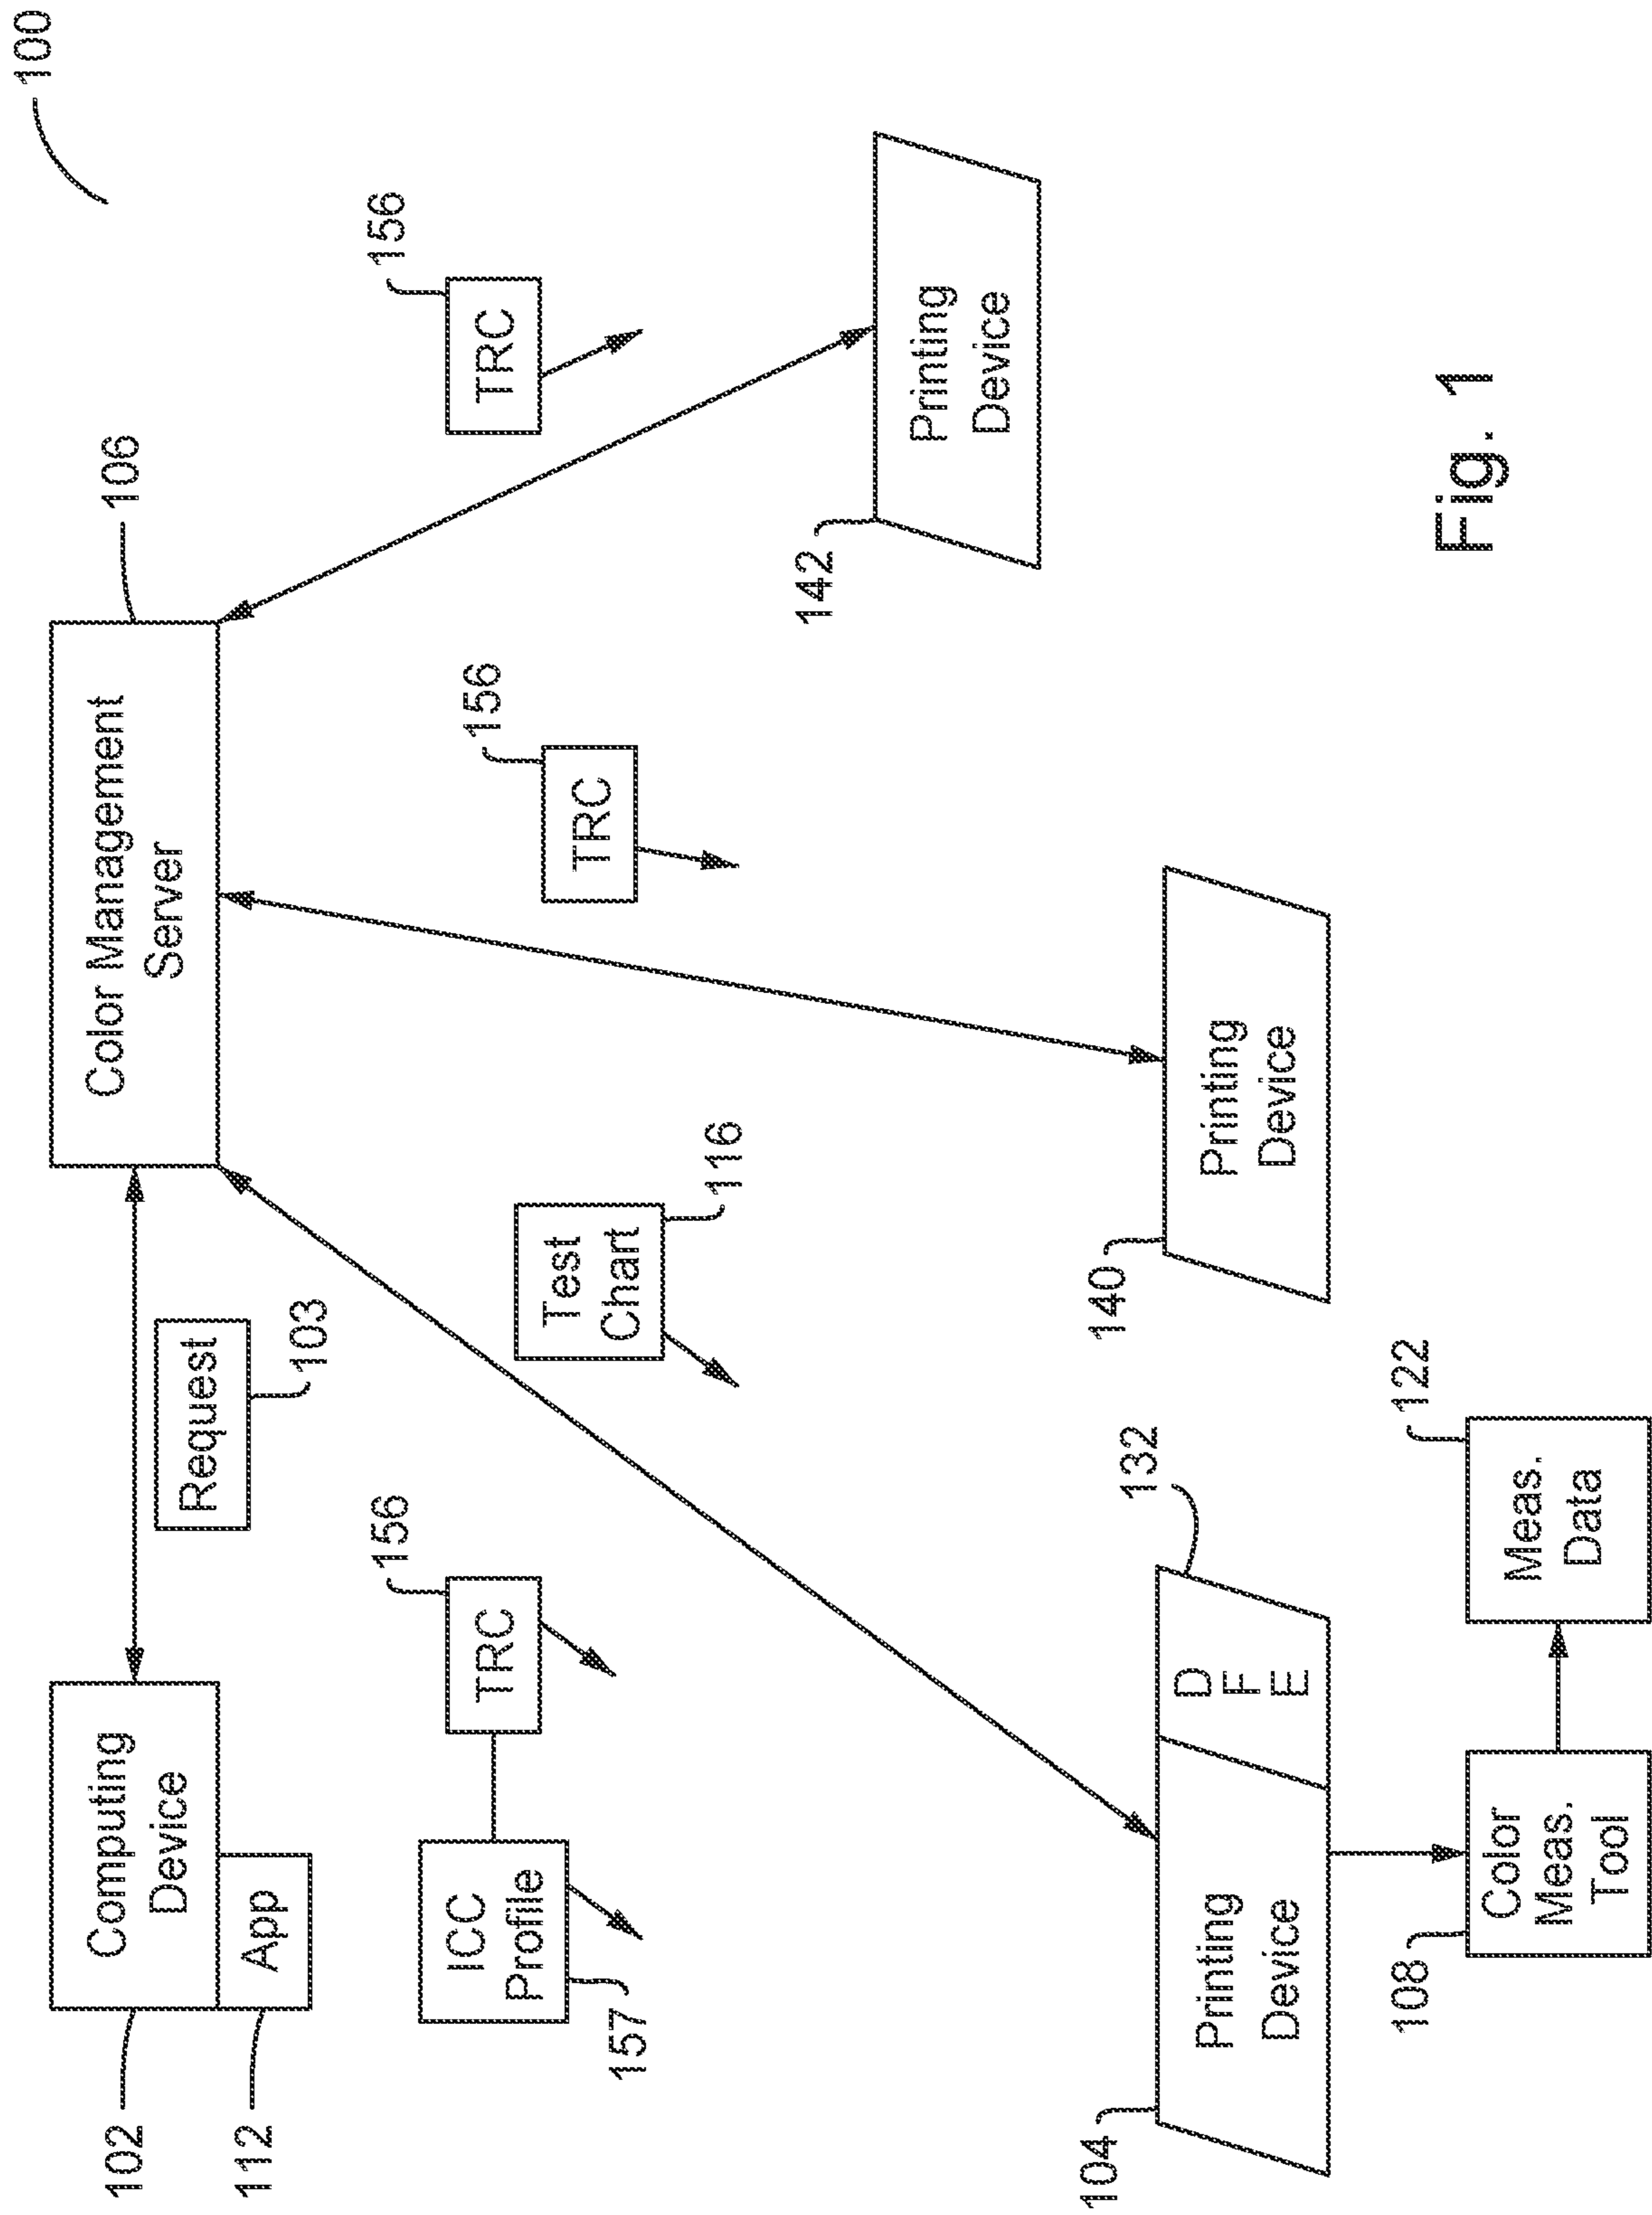 100
102
Computing
Device
112
App
Request
103
Color Management
Server
106
ICC
Profile
157
TRC
156
Test
Chart
116
TRC
156
TRC
156
104
Printing
Device
D
F
E
132
140
Printing
Device
142
Printing
Device
108
Color
Meas.
Tool
Meas.
Data
122
Fig. 1